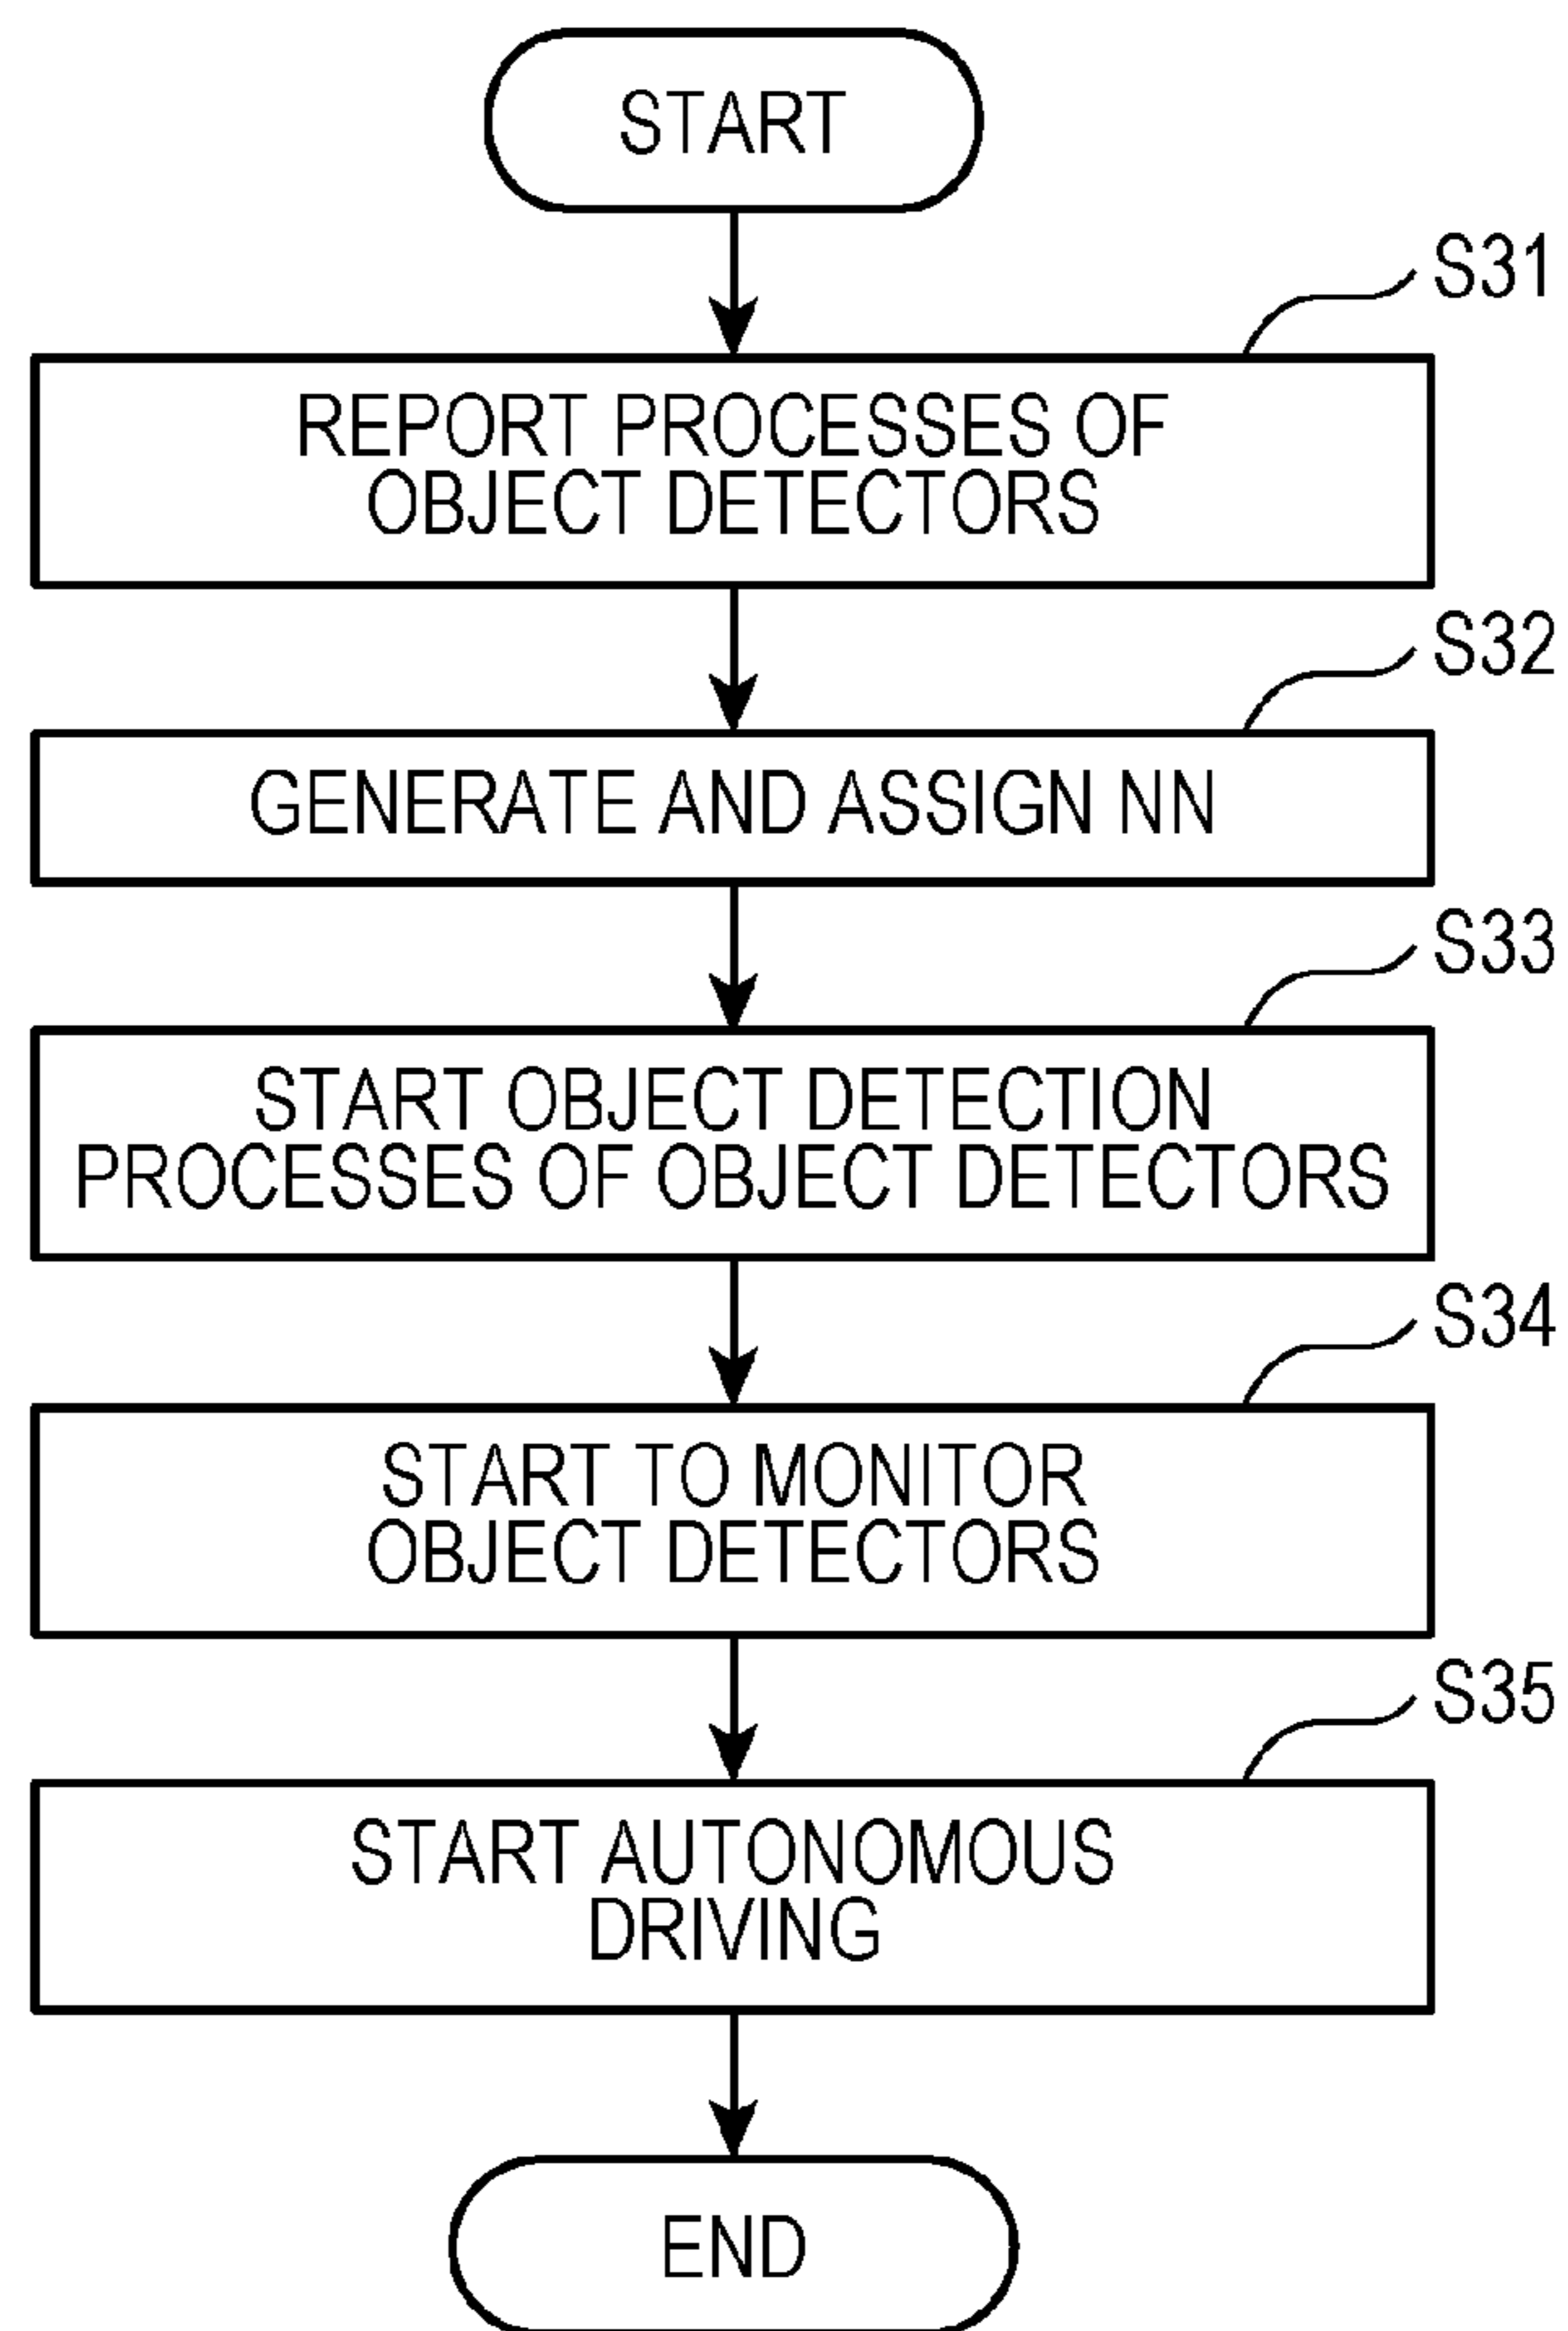 START
S31
REPORT PROCESSES OF
OBJECT DETECTORS
S32
GENERATE AND ASSIGN NN
S33
START OBJECT DETECTION
PROCESSES OF OBJECT DETECTORS
S34
START TO MONITOR
OBJECT DETECTORS
S35
START AUTONOMOUS
DRIVING
END